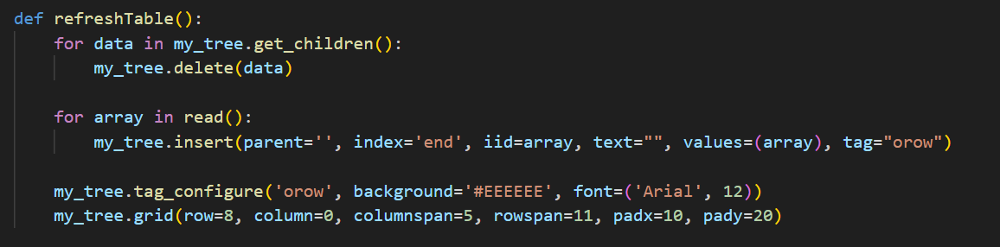 def refreshTable():
    for data in my_tree.get_children():
        my_tree.delete(data)

    for array in read():
        my_tree.insert(parent='', index='end', iid=array, text="", values=(array), tag="orow")

    my_tree.tag_configure('orow', background='#EEEEEE', font=('Arial', 12))
    my_tree.grid(row=8, column=0, columnspan=5, rowspan=11, padx=10, pady=20)